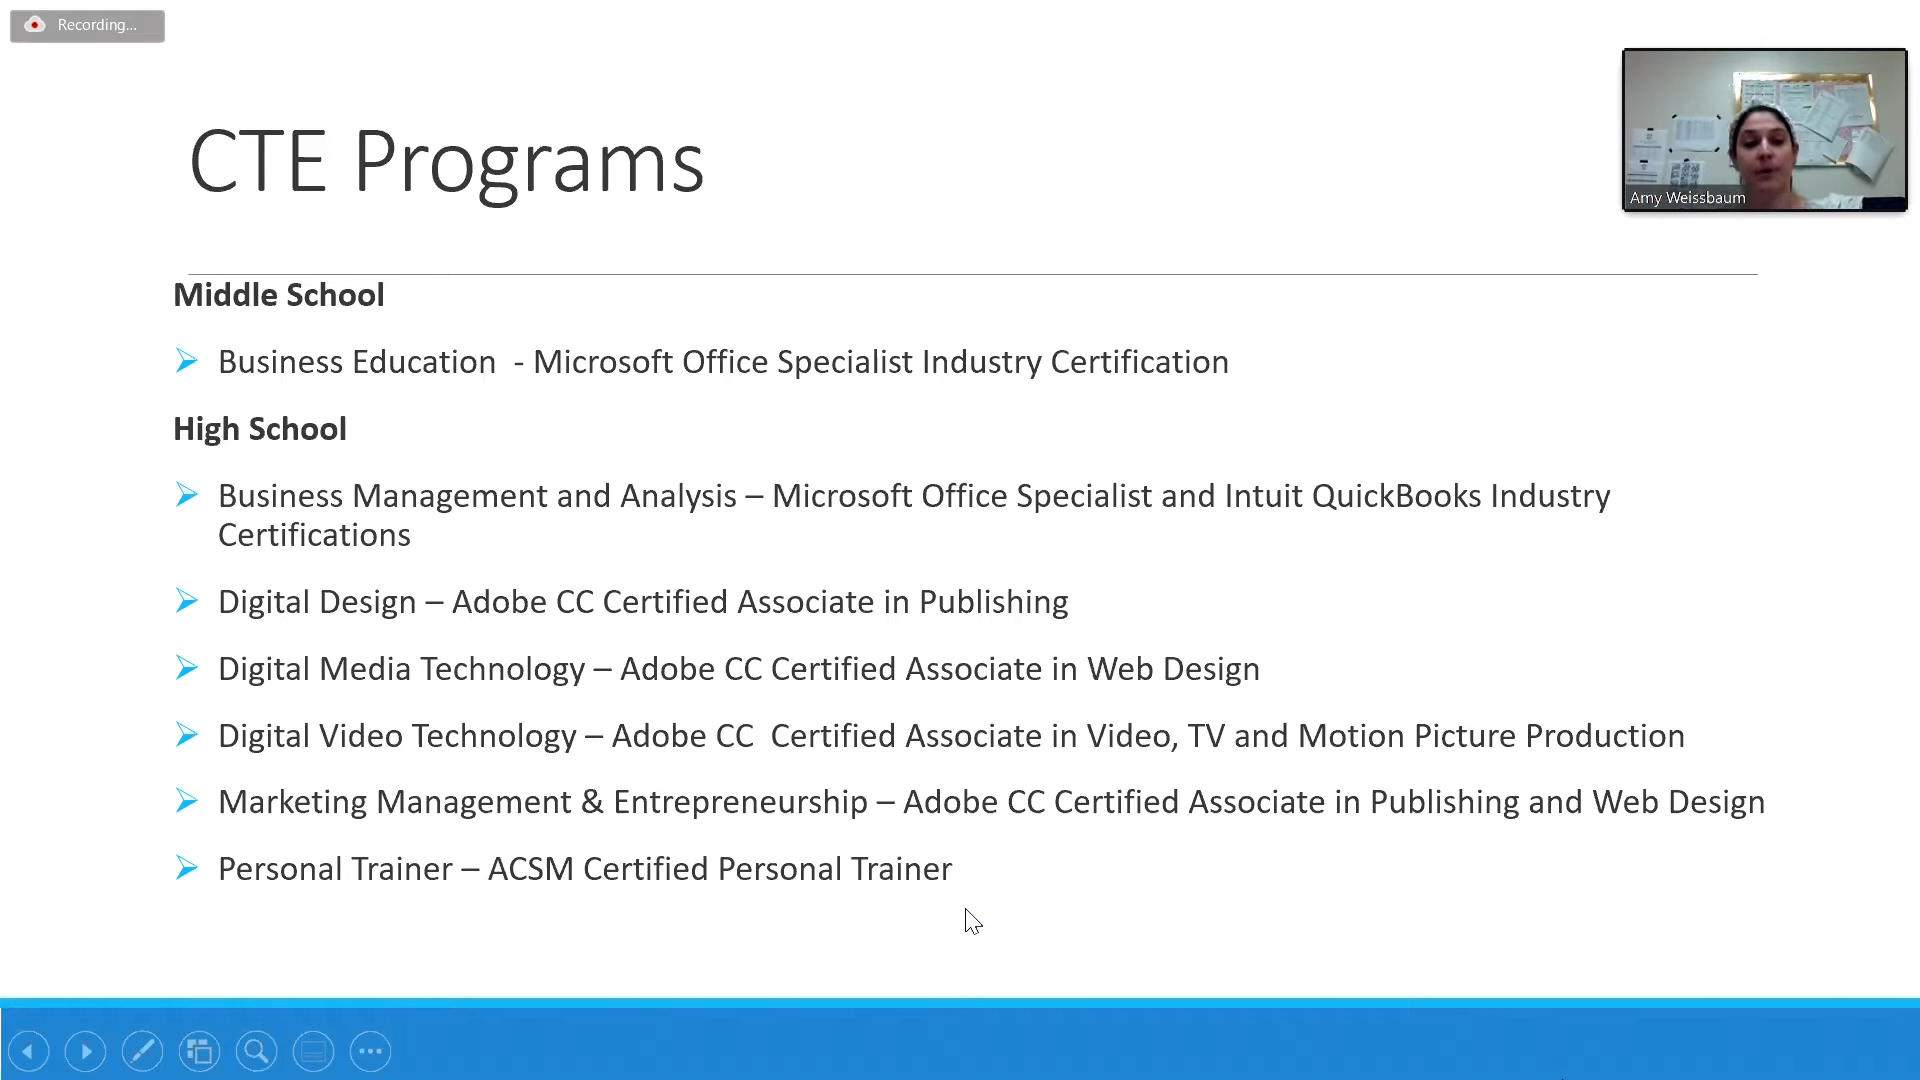 Recording...
CTE Programs
Amy Weissbaum
Middle School
Business Education  - Microsoft Office Specialist Industry Certification
High School
Business Management and Analysis – Microsoft Office Specialist and Intuit QuickBooks Industry
Certifications
Digital Design – Adobe CC Certified Associate in Publishing
Digital Media Technology – Adobe CC Certified Associate in Web Design
Digital Video Technology – Adobe CC  Certified Associate in Video, TV and Motion Picture Production
Marketing Management & Entrepreneurship – Adobe CC Certified Associate in Publishing and Web Design
Personal Trainer – ACSM Certified Personal Trainer